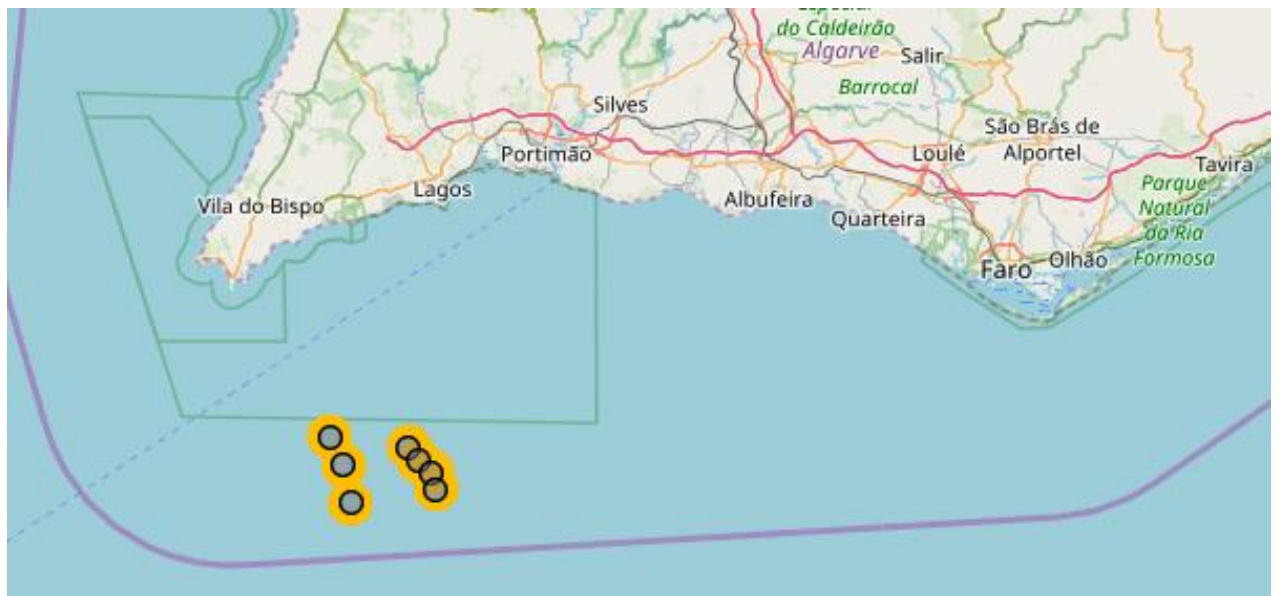 Especial
do Caldeirão
Algarve
Salir
Barrocal
Silves
São Brás de
Alportel
Portimão
Loulé
Tavira
Lagos
Parque
Natural
da Ria
Formosa
Vila do Bispo
Albufeira
Quarteira
Faro
Olhão